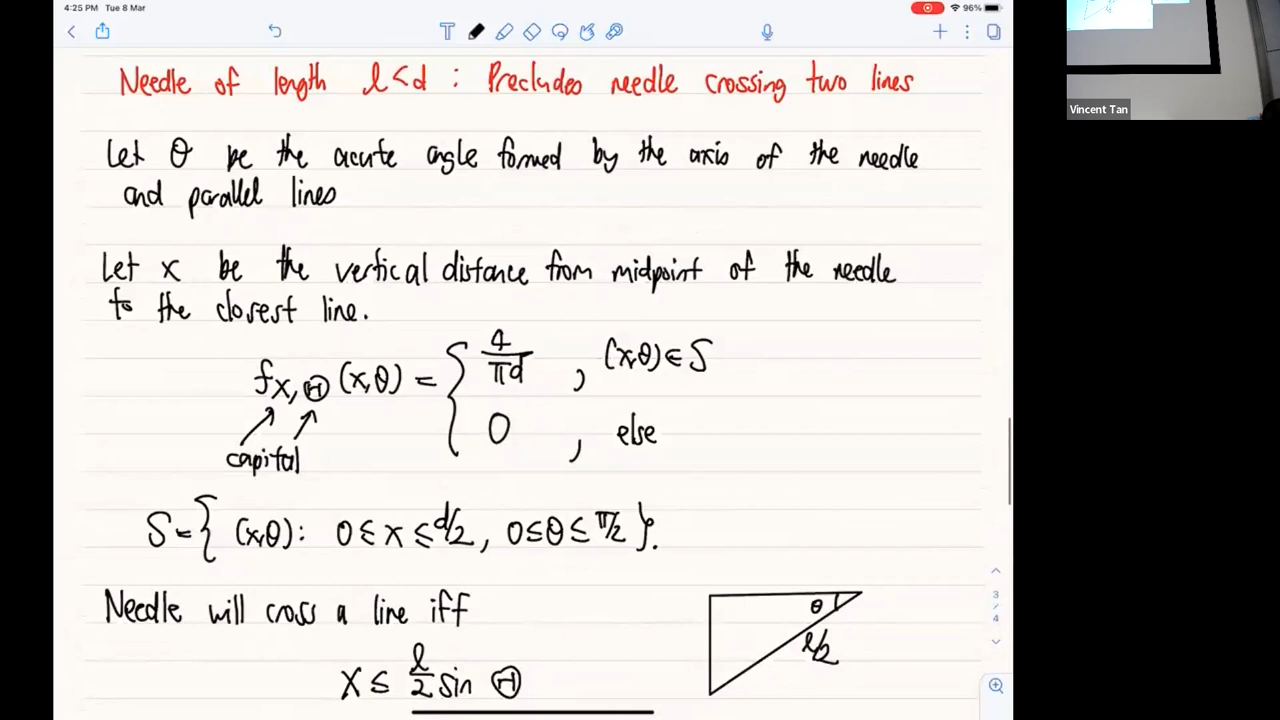 4:25 PM Tue 8 Mar
96%
Needle of length l < d : Precludes needle crossing two lines
Let θ be the acute angle formed by the axis of the needle
and parallel lines
Let x be the vertical distance from midpoint of the needle
to the closest line.
f_{X,Θ}(x,θ) = { 4/πd , (x,θ) ∈ S
0 , else
capital
S = { (x,θ): 0 ≤ x ≤ d/2, 0 ≤ θ ≤ π/2 }.
Needle will cross a line iff
θ
l/2
X ≤ l/2 sin Θ
3
/
4
Vincent Tan